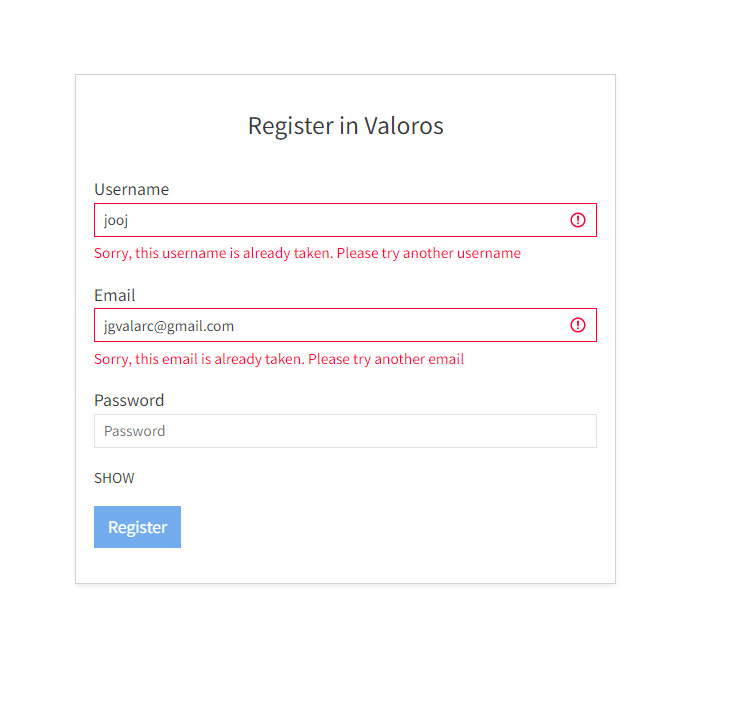 Register in Valoros
Username
jooj
Sorry, this username is already taken. Please try another username
Email
jgvalarc@gmail.com
Sorry, this email is already taken. Please try another email
Password
Password
SHOW
Register